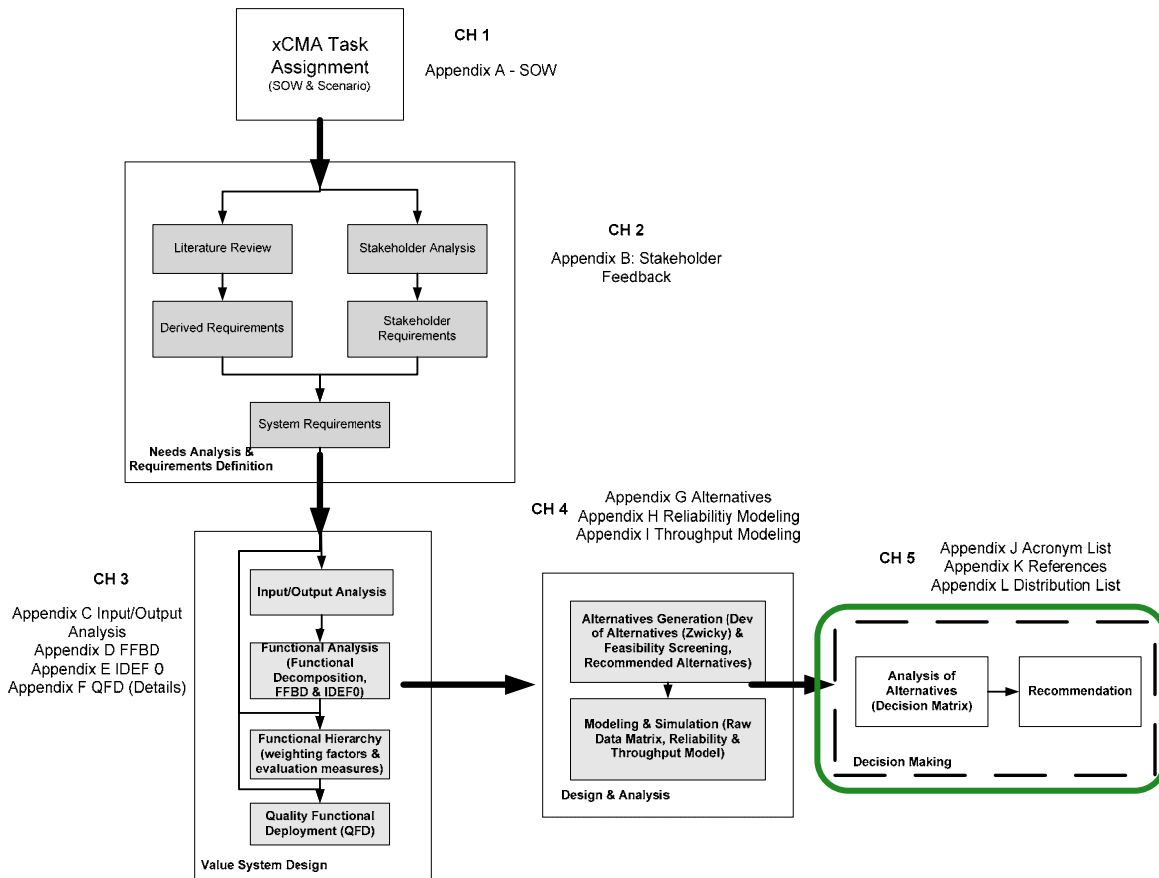 xCMA Task
Assignment
(SOW & Scenario)
CH 1
Appendix A - SOW
Literature Review
Stakeholder Analysis
Derived Requirements
Stakeholder
Requirements
System Requirements
Needs Analysis &
Requirements Definition
CH 2
Appendix B: Stakeholder
Feedback
CH 3
Appendix C Input/Output
Analysis
Appendix D FFBD
Appendix E IDEF 0
Appendix F QFD (Details)
Input/Output Analysis
Functional Analysis
(Functional
Decomposition,
FFBD & IDEF0)
Functional Hierarchy
(weighting factors &
evaluation measures)
Quality Functional
Deployment (QFD)
Value System Design
CH 4
Appendix G Alternatives
Appendix H Reliabilitiy Modeling
Appendix I Throughput Modeling
Alternatives Generation (Dev
of Alternatives (Zwicky) &
Feasibility Screening,
Recommended Alternatives)
Modeling & Simulation (Raw
Data Matrix, Reliability &
Throughput Model)
Design & Analysis
CH 5
Appendix J Acronym List
Appendix K References
Appendix L Distribution List
Analysis of
Alternatives
(Decision Matrix)
Recommendation
Decision Making